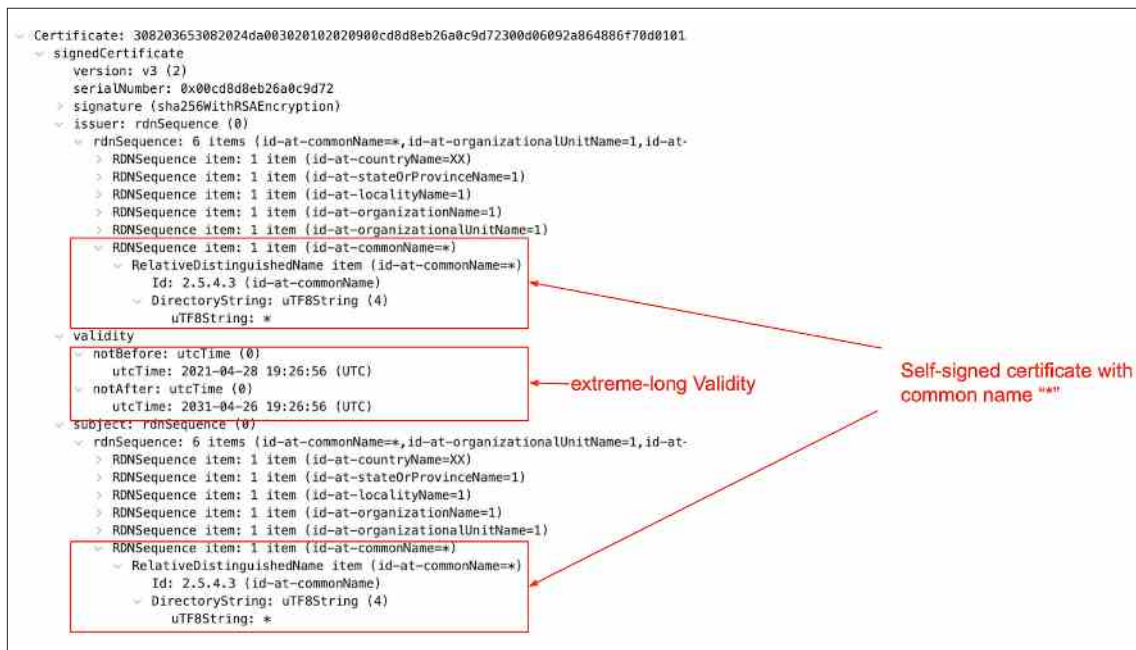 Certificate: 308203653082024da003020102020900cd8d8eb26a0c9d72300d06092a864886f70d0101
signedCertificate
version: v3 (2)
serialNumber: 0x00cd8d8eb26a0c9d72
signature (sha256WithRSAEncryption)
issuer: rdnSequence (0)
rdnSequence: 6 items (id-at-commonName=*,id-at-organizationalUnitName=1,id-at-
RDNSequence item: 1 item (id-at-countryName=XX)
RDNSequence item: 1 item (id-at-stateOrProvinceName=1)
RDNSequence item: 1 item (id-at-localityName=1)
RDNSequence item: 1 item (id-at-organizationName=1)
RDNSequence item: 1 item (id-at-organizationalUnitName=1)
RDNSequence item: 1 item (id-at-commonName=*)
RelativeDistinguishedName item (id-at-commonName=*)
Id: 2.5.4.3 (id-at-commonName)
DirectoryString: uTF8String (4)
uTF8String: *
validity
notBefore: utcTime (0)
utcTime: 2021-04-28 19:26:56 (UTC)
notAfter: utcTime (0)
utcTime: 2031-04-26 19:26:56 (UTC)
subject: rdnSequence (0)
rdnSequence: 6 items (id-at-commonName=*,id-at-organizationalUnitName=1,id-at-
RDNSequence item: 1 item (id-at-countryName=XX)
RDNSequence item: 1 item (id-at-stateOrProvinceName=1)
RDNSequence item: 1 item (id-at-localityName=1)
RDNSequence item: 1 item (id-at-organizationName=1)
RDNSequence item: 1 item (id-at-organizationalUnitName=1)
RDNSequence item: 1 item (id-at-commonName=*)
RelativeDistinguishedName item (id-at-commonName=*)
Id: 2.5.4.3 (id-at-commonName)
DirectoryString: uTF8String (4)
uTF8String: *
extreme-long Validity
Self-signed certificate with
common name “*”